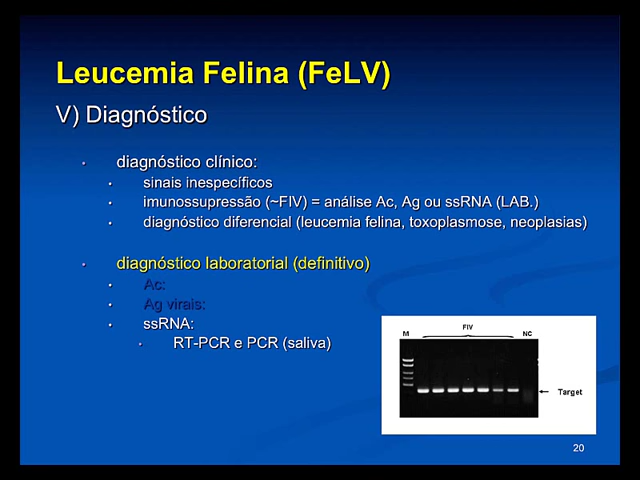 Leucemia Felina (FeLV)
V) Diagnóstico
diagnóstico clínico:
sinais inespecíficos
imunossupressão (~FIV) = análise Ac, Ag ou ssRNA (LAB.)
diagnóstico diferencial (leucemia felina, toxoplasmose, neoplasias)
diagnóstico laboratorial (definitivo)
Ac:
Ag virais:
ssRNA:
RT-PCR e PCR (saliva)
M FIV NC
Target
20